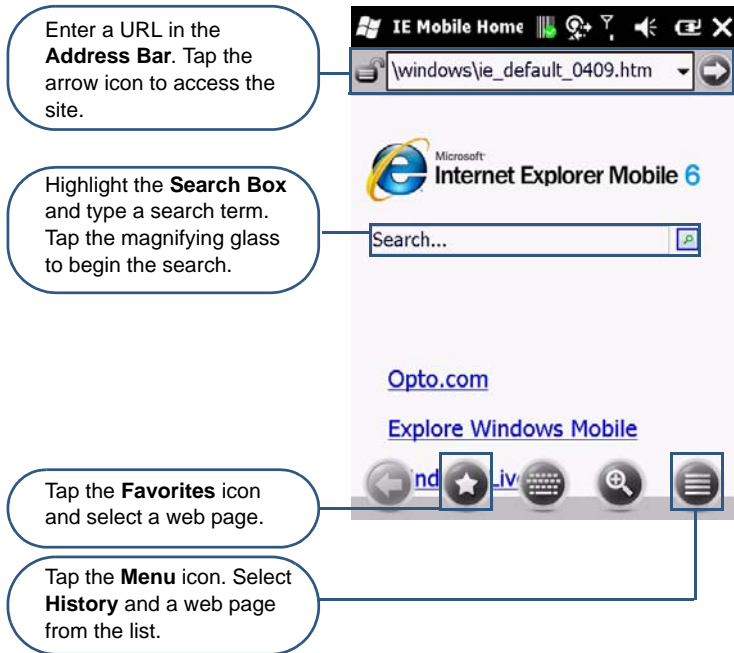 Enter a URL in the
Address Bar. Tap the
arrow icon to access the
site.
IE Mobile Home
\windows\ie_default_0409.htm
Microsoft
Internet Explorer Mobile 6
Highlight the Search Box
and type a search term.
Tap the magnifying glass
to begin the search.
Search...
Opto.com
Explore Windows Mobile
Tap the Favorites icon
and select a web page.
Tap the Menu icon. Select
History and a web page
from the list.